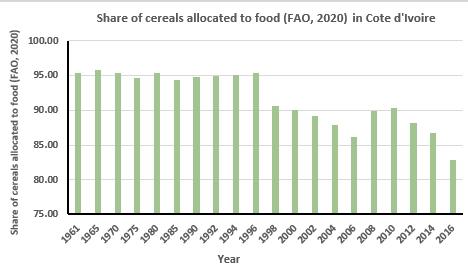 Share of cereals allocated to food (FAO, 2020) in Cote d'Ivoire
Share of cereals allocated to food (FAO, 2020)
100.00
95.00
90.00
85.00
80.00
75.00
1961 1965 1970 1975 1980 1985 1990 1992 1994 1996 1998 2000 2002 2004 2006 2008 2010 2012 2014 2016
Year